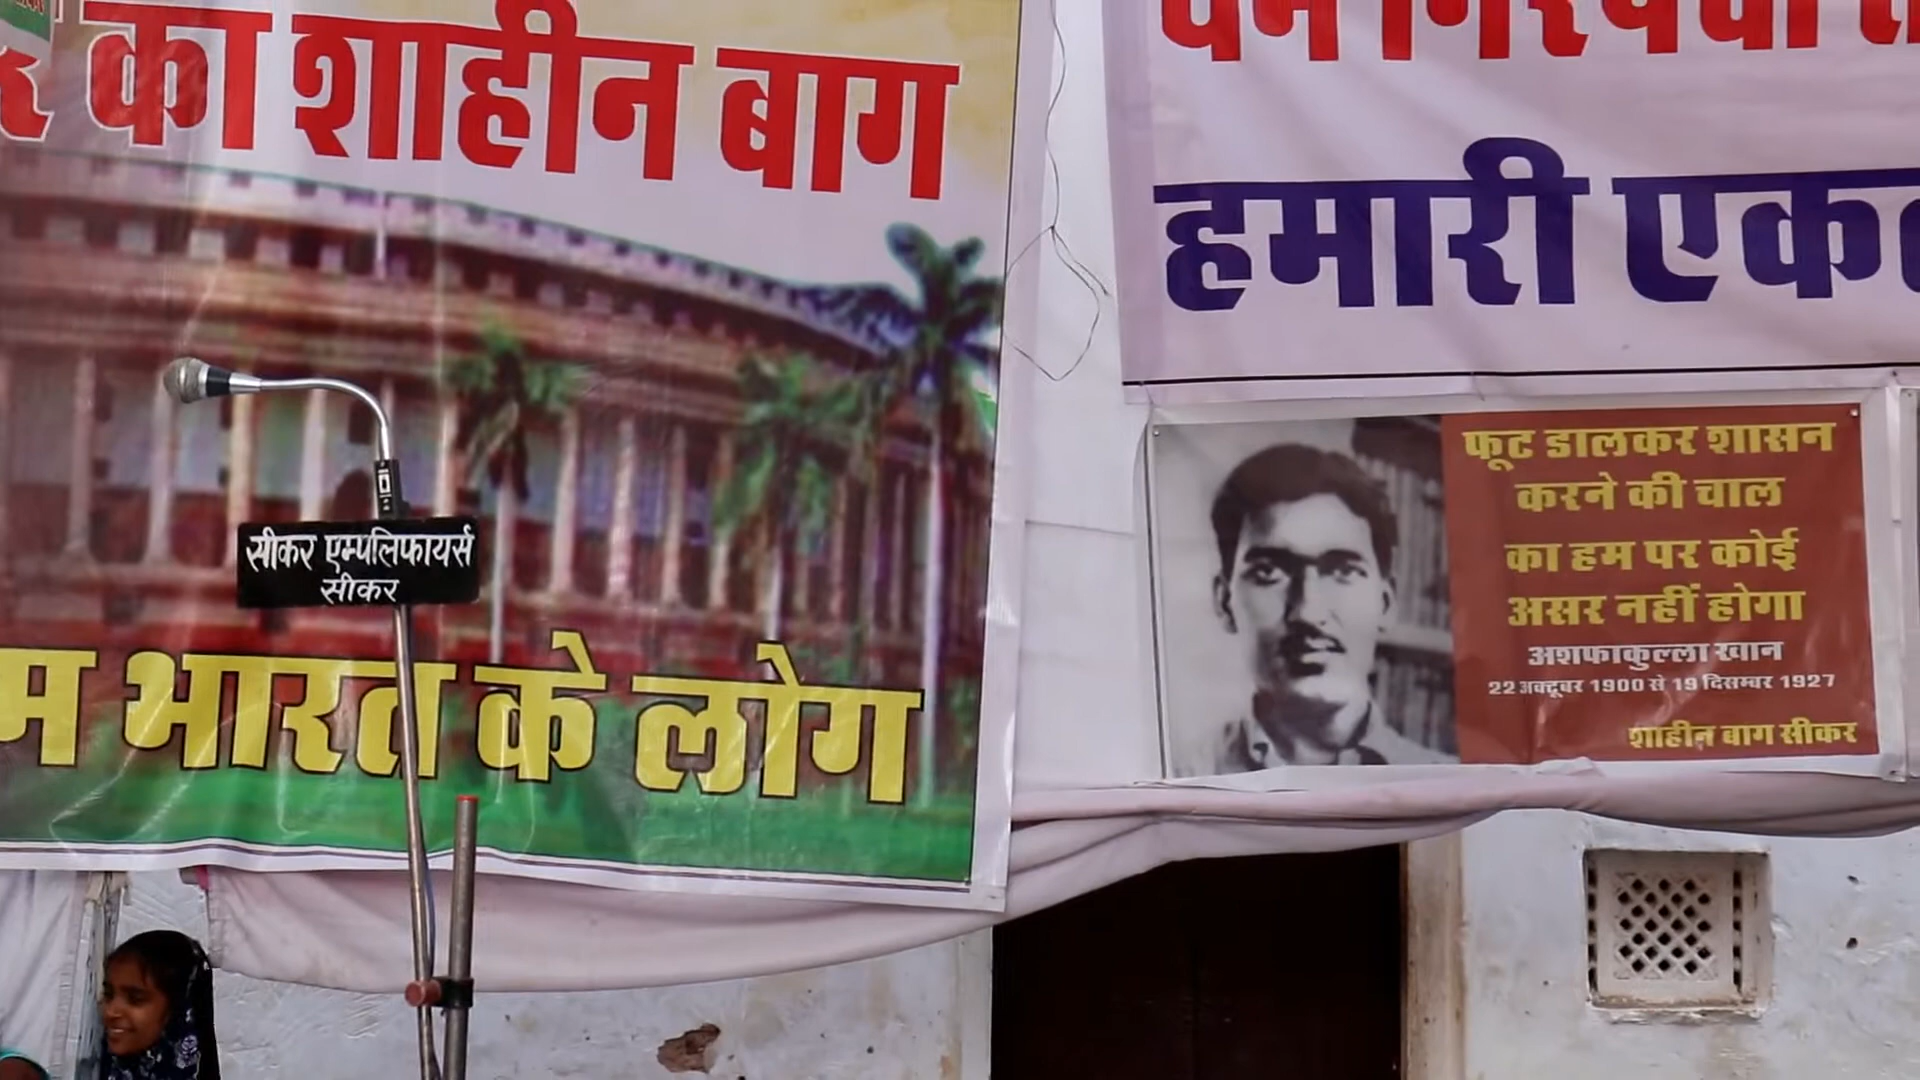 का शाहीन बाग
सीकर एम्पलिफायर्स
सीकर
भारत के लोग
हमारी
फूट डालकर शासन
करने की चाल
का हम पर कोई
असर नहीं होगा
अशफाकुल्ला खान
22 अक्टूबर 1900 से 19 दिसम्बर 1927
शाहीन बाग सीकर